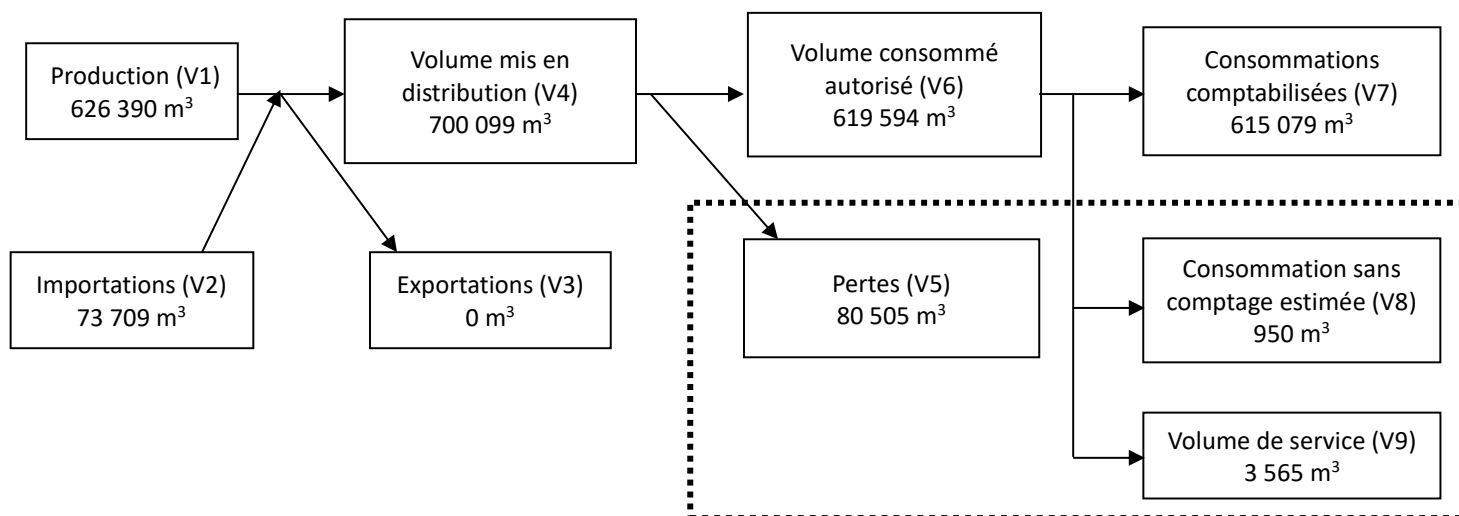 Production (V1)
626 390 m³
Volume mis en
distribution (V4)
700 099 m³
Volume consommé
autorisé (V6)
619 594 m³
Consommations
comptabilisées (V7)
615 079 m³
Importations (V2)
73 709 m³
Exportations (V3)
0 m³
Pertes (V5)
80 505 m³
Consommation sans
comptage estimée (V8)
950 m³
Volume de service (V9)
3 565 m³